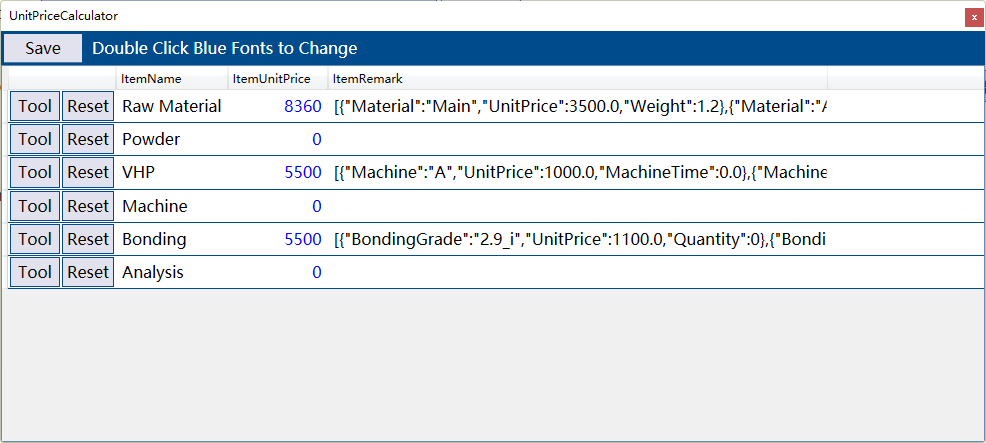 UnitPriceCalculator
x
Save Double Click Blue Fonts to Change
ItemName ItemUnitPrice ItemRemark
Tool Reset Raw Material 8360 [{"Material":"Main","UnitPrice":3500.0,"Weight":1.2},{"Material":"A
Tool Reset Powder 0
Tool Reset VHP 5500 [{"Machine":"A","UnitPrice":1000.0,"MachineTime":0.0},{"Machine
Tool Reset Machine 0
Tool Reset Bonding 5500 [{"BondingGrade":"2.9_i","UnitPrice":1100.0,"Quantity":0},{"Bondi
Tool Reset Analysis 0